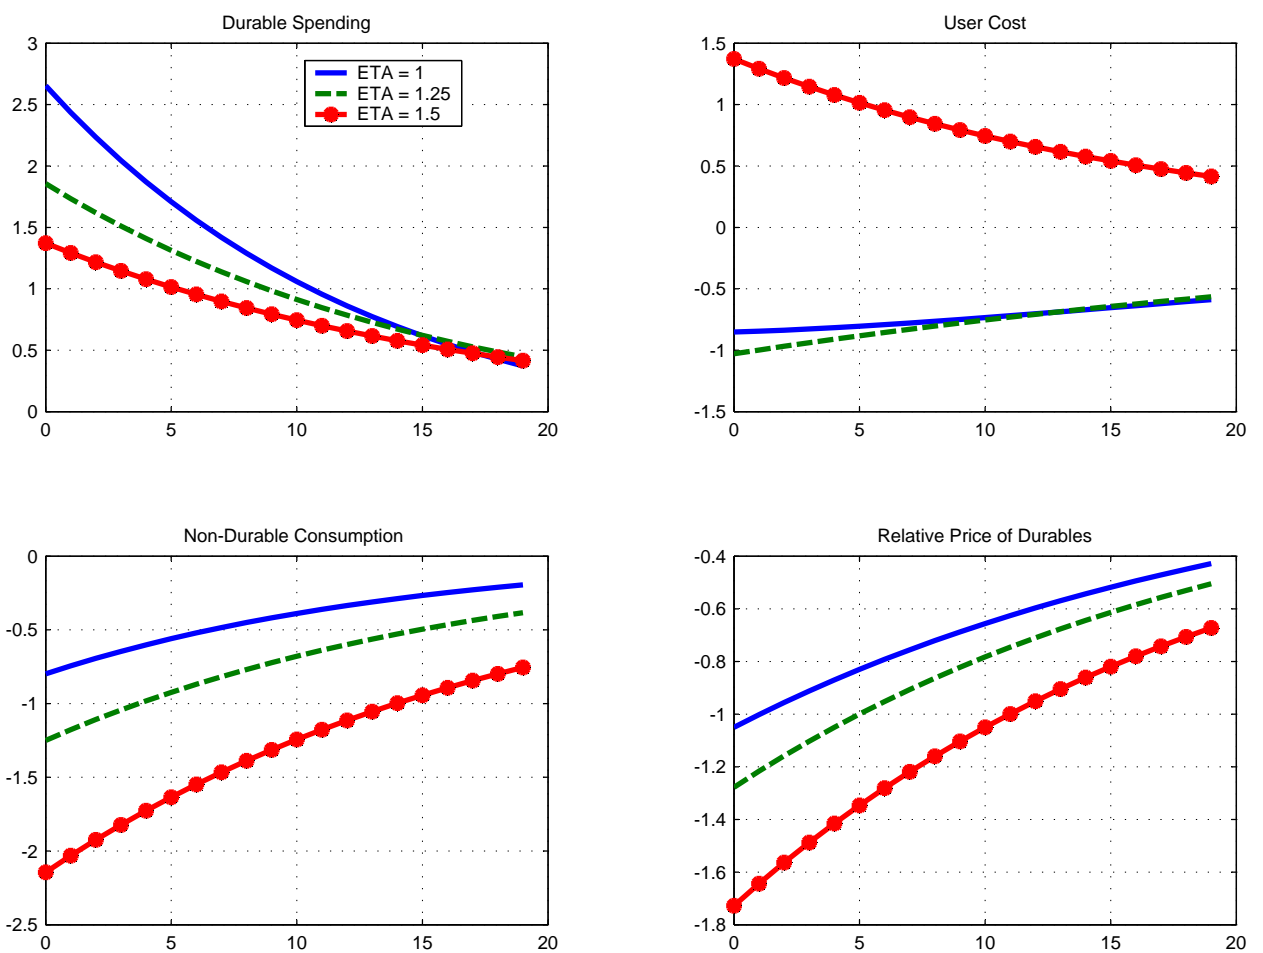 Durable Spending
3
2.5
2
1.5
1
0.5
0
0 5 10 15 20
ETA = 1
ETA = 1.25
ETA = 1.5
User Cost
1.5
1
0.5
0
-0.5
-1
-1.5
0 5 10 15 20
Non-Durable Consumption
0
-0.5
-1
-1.5
-2
-2.5
0 5 10 15 20
Relative Price of Durables
-0.4
-0.6
-0.8
-1
-1.2
-1.4
-1.6
-1.8
0 5 10 15 20